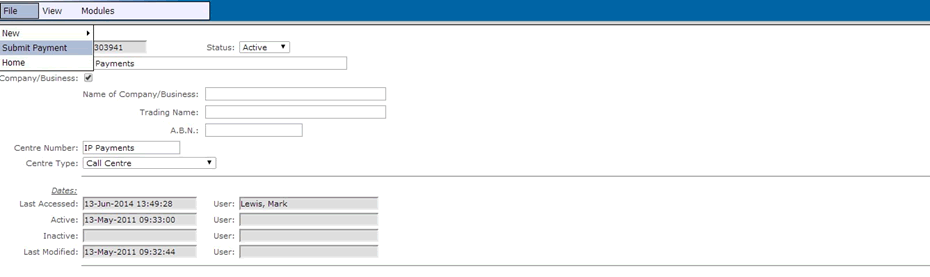 File View Modules
New
Submit Payment 303941 Status: Active
Home Payments
Company/Business:
Name of Company/Business:
Trading Name:
A.B.N.:
Centre Number: IP Payments
Centre Type: Call Centre
Dates:
Last Accessed: 13-Jun-2014 13:49:28 User: Lewis, Mark
Active: 13-May-2011 09:33:00 User:
Inactive: User:
Last Modified: 13-May-2011 09:32:44 User: